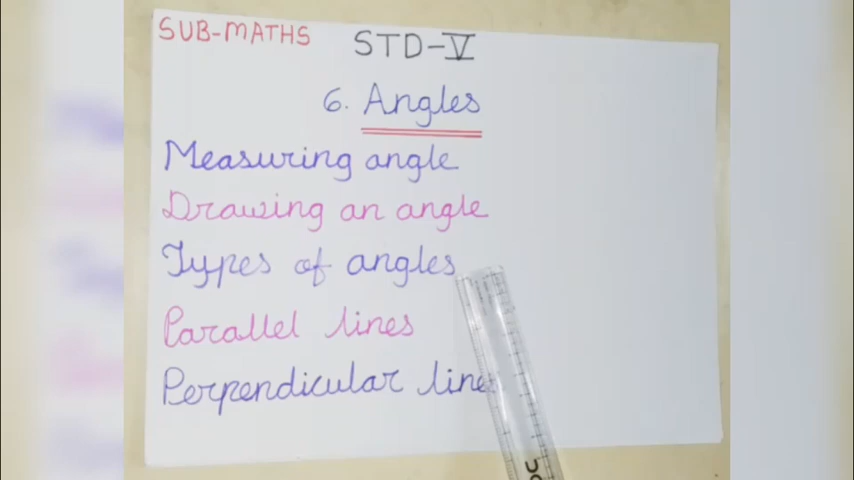 SUB-MATHS
STD-V
6. Angles
Measuring angle
Drawing an angle
Types of angles
Parallel lines
Perpendicular lines